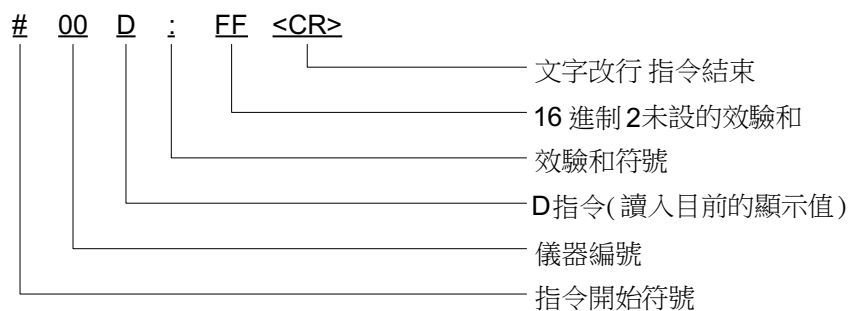 # 00 D : FF <CR>
文字改行 指令結束
16 進制 2未設的效驗和
效驗和符號
D指令( 讀入目前的顯示值 )
儀器編號
指令開始符號